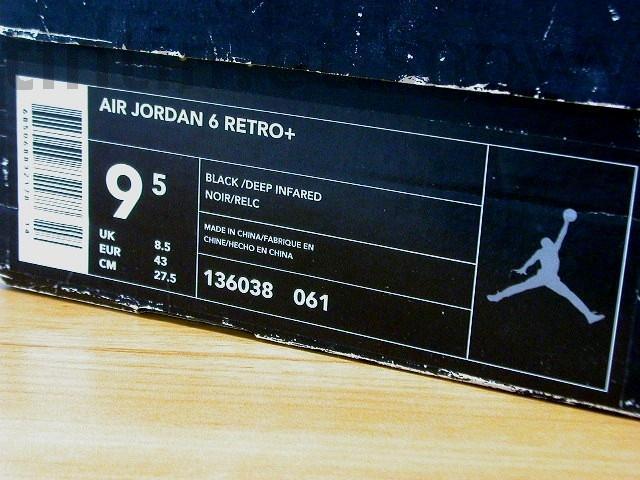 AIR JORDAN 6 RETRO+
9 5
BLACK /DEEP INFARED
NOIR/RELC
UK 8.5
EUR 43
CM 27.5
MADE IN CHINA/FABRIQUE EN
CHINE/HECHO EN CHINA
136038 061